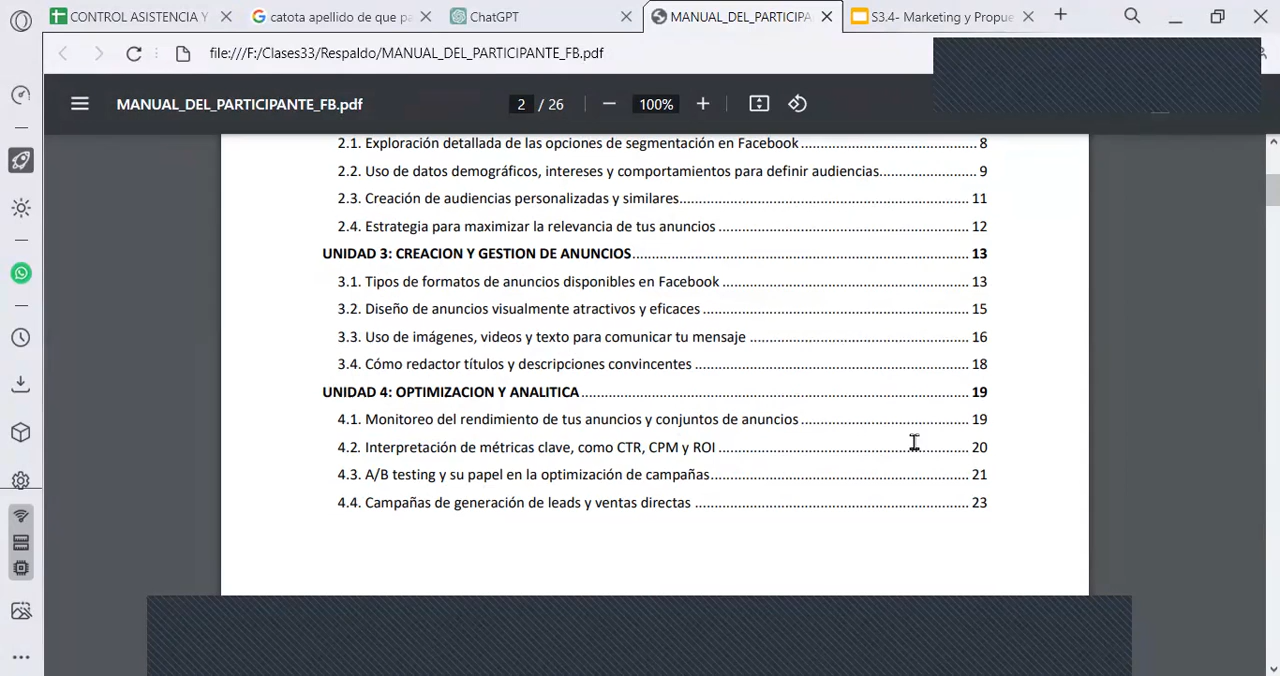 CONTROL ASISTENCIA Y
catota apellido de que pa
ChatGPT
MANUAL_DEL_PARTICIPA
S3.4- Marketing y Propue
file:///F:/Clases33/Respaldo/MANUAL_DEL_PARTICIPANTE_FB.pdf
MANUAL_DEL_PARTICIPANTE_FB.pdf
2 / 26
100%
2.1. Exploración detallada de las opciones de segmentación en Facebook 8
2.2. Uso de datos demográficos, intereses y comportamientos para definir audiencias 9
2.3. Creación de audiencias personalizadas y similares 11
2.4. Estrategia para maximizar la relevancia de tus anuncios 12
UNIDAD 3: CREACION Y GESTION DE ANUNCIOS 13
3.1. Tipos de formatos de anuncios disponibles en Facebook 13
3.2. Diseño de anuncios visualmente atractivos y eficaces 15
3.3. Uso de imágenes, videos y texto para comunicar tu mensaje 16
3.4. Cómo redactor títulos y descripciones convincentes 18
UNIDAD 4: OPTIMIZACION Y ANALITICA 19
4.1. Monitoreo del rendimiento de tus anuncios y conjuntos de anuncios 19
4.2. Interpretación de métricas clave, como CTR, CPM y ROI 20
4.3. A/B testing y su papel en la optimización de campañas 21
4.4. Campañas de generación de leads y ventas directas 23